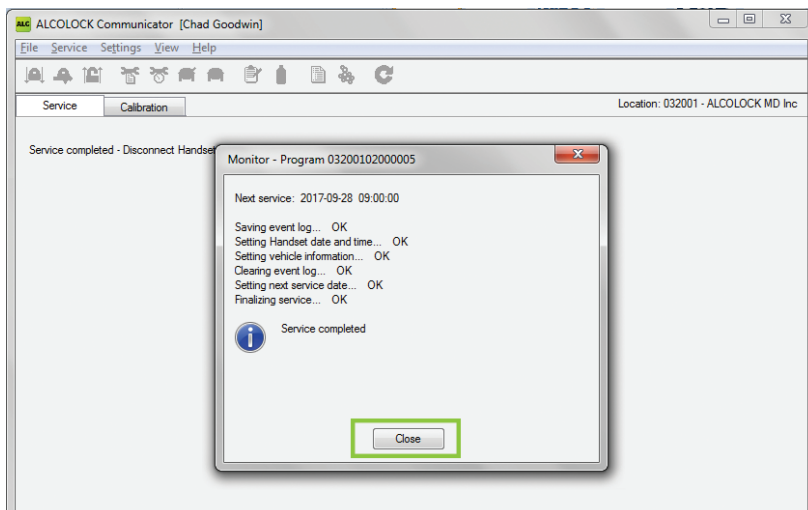 ALC ALCOLOCK Communicator [Chad Goodwin]
File Service Settings View Help
Service Calibration Location: 032001 - ALCOLOCK MD Inc
Service completed - Disconnect Handset
Monitor - Program 03200102000005
Next service: 2017-09-28 09:00:00
Saving event log... OK
Setting Handset date and time... OK
Setting vehicle information... OK
Clearing event log... OK
Setting next service date... OK
Finalizing service... OK
Service completed
Close